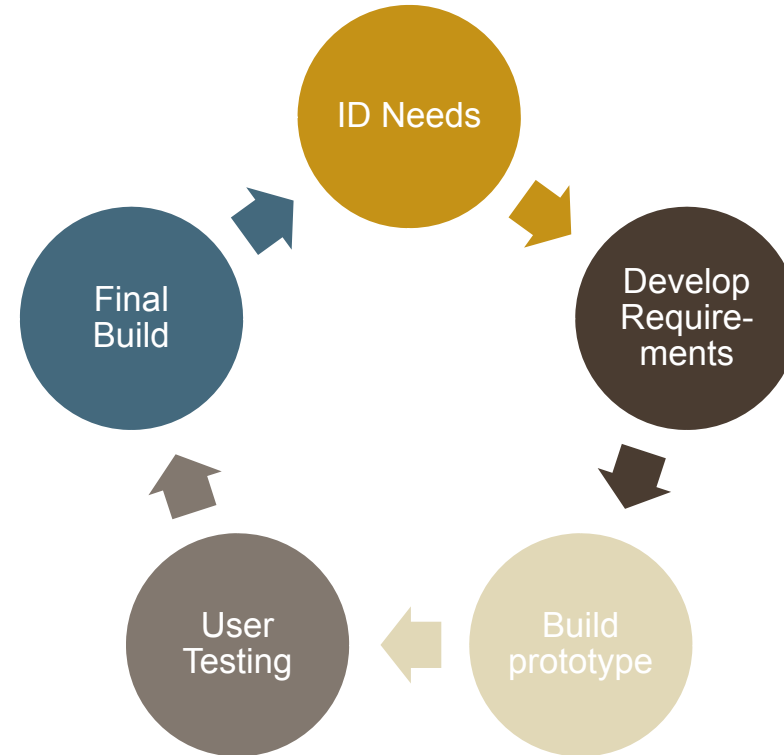 ID Needs
Develop
Require-
ments
Build
prototype
User
Testing
Final
Build